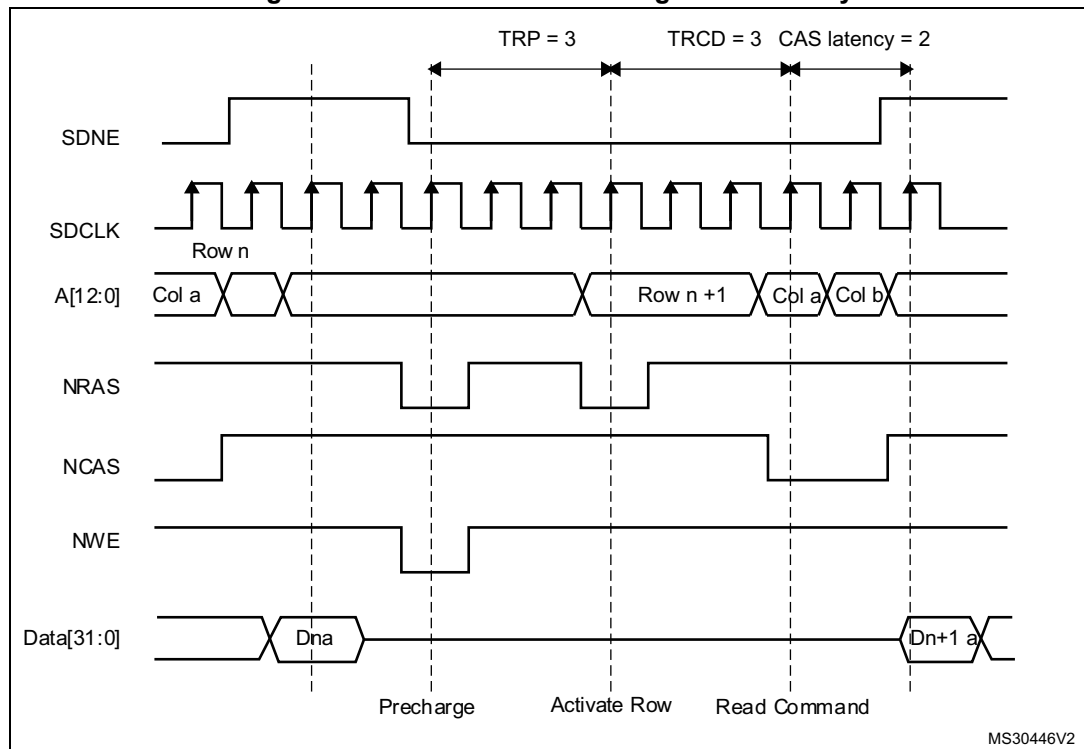 TRP = 3 TRCD = 3 CAS latency = 2
SDNE
SDCLK
Row n
A[12:0] Col a Row n +1 Col a Col b
NRAS
NCAS
NWE
Data[31:0] Dna Dn+1 a
Precharge Activate Row Read Command
MS30446V2